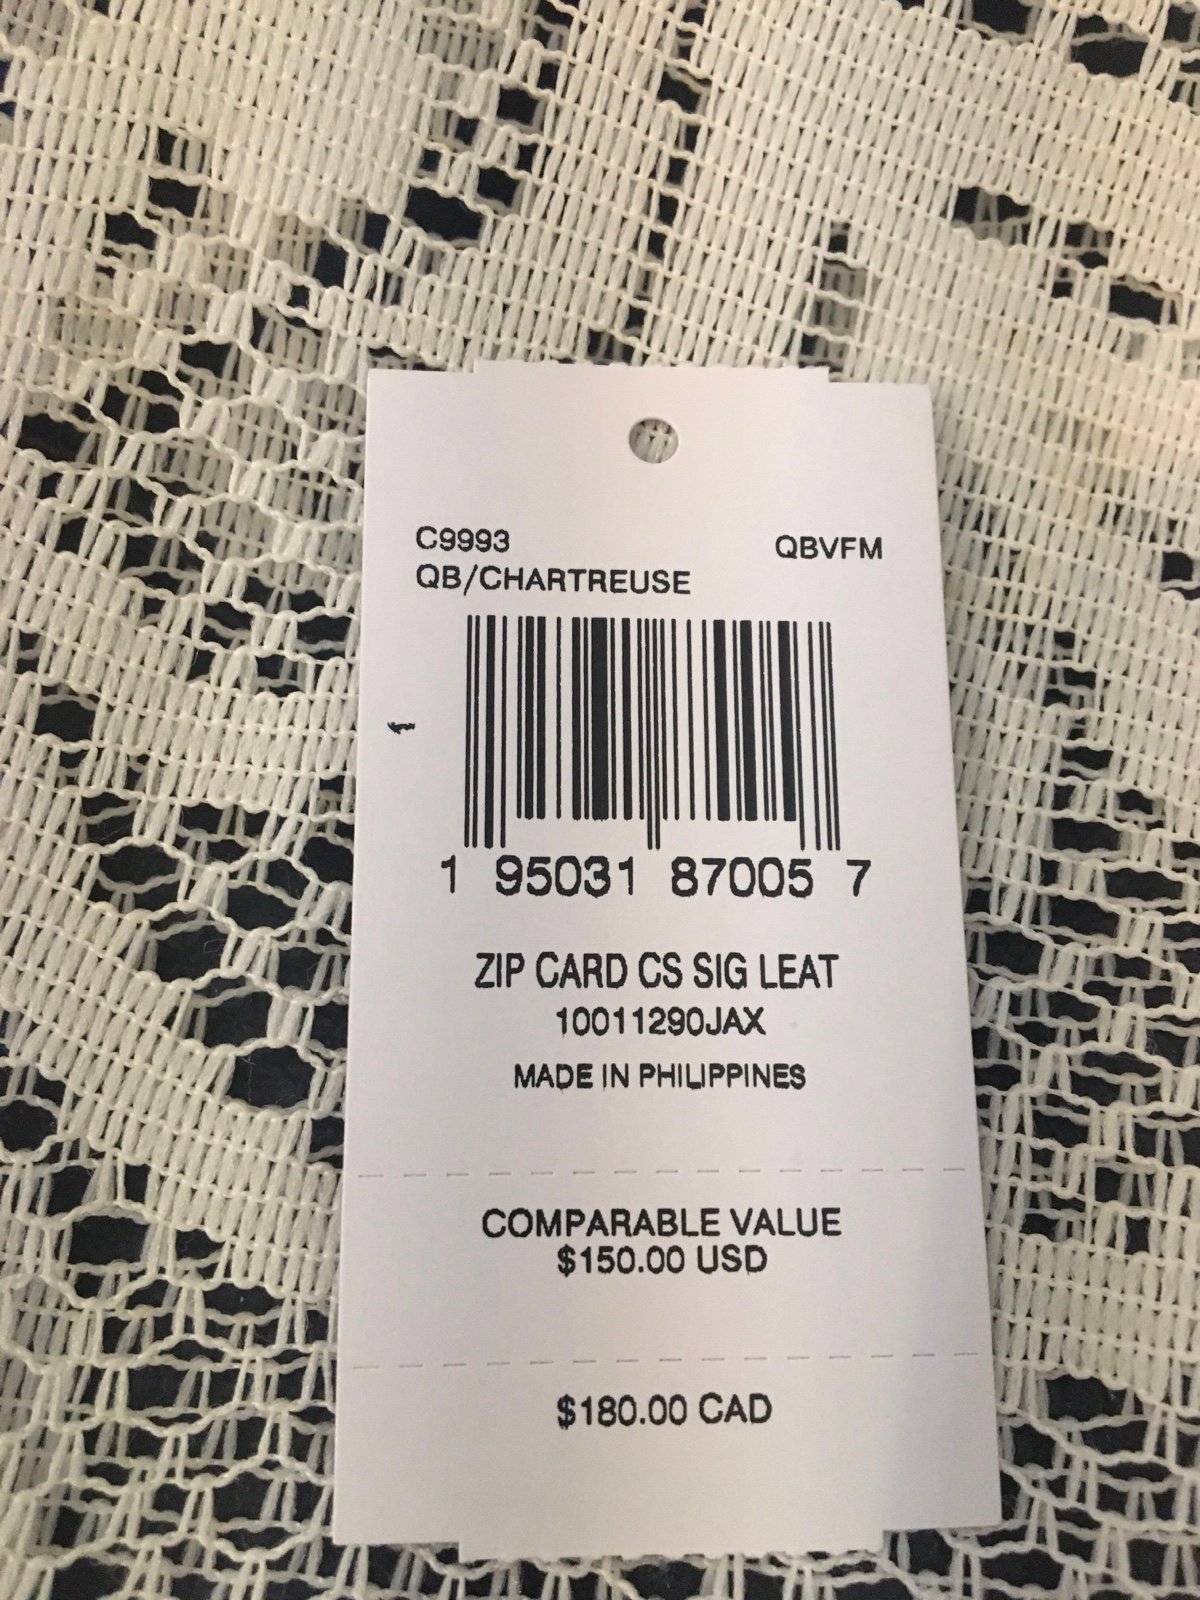 C9993 QBVFM
QB/CHARTREUSE
1 95031 87005 7
ZIP CARD CS SIG LEAT
10011290JAX
MADE IN PHILIPPINES
COMPARABLE VALUE
$150.00 USD
$180.00 CAD